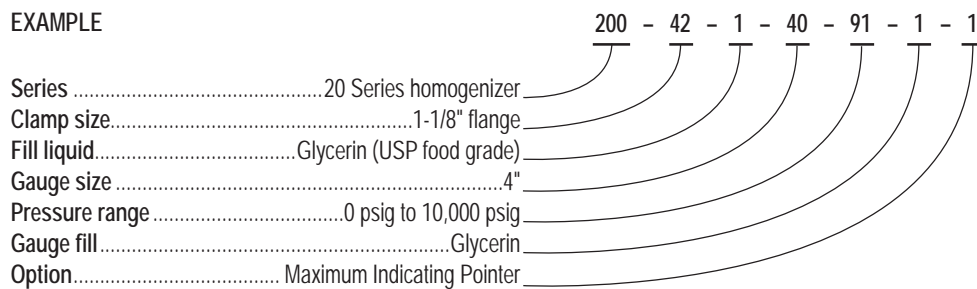 EXAMPLE 200 – 42 – 1 – 40 – 91 – 1 – 1
Series ................................................20 Series homogenizer
Clamp size...........................................................1-1/8" flange
Fill liquid......................................Glycerin (USP food grade)
Gauge size ..........................................................................4"
Pressure range ....................................0 psig to 10,000 psig
Gauge fill..................................................................Glycerin
Option....................................... Maximum Indicating Pointer